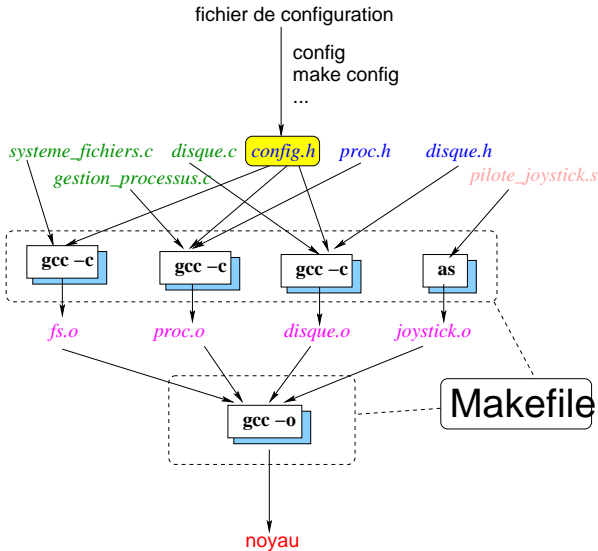 fichier de configuration
config
make config
...
systeme_fichiers.c
disque.c
config.h
proc.h
disque.h
gestion_processus.c
pilote_joystick.s
gcc −c
gcc −c
gcc −c
as
fs.o
proc.o
disque.o
joystick.o
Makefile
gcc −o
noyau